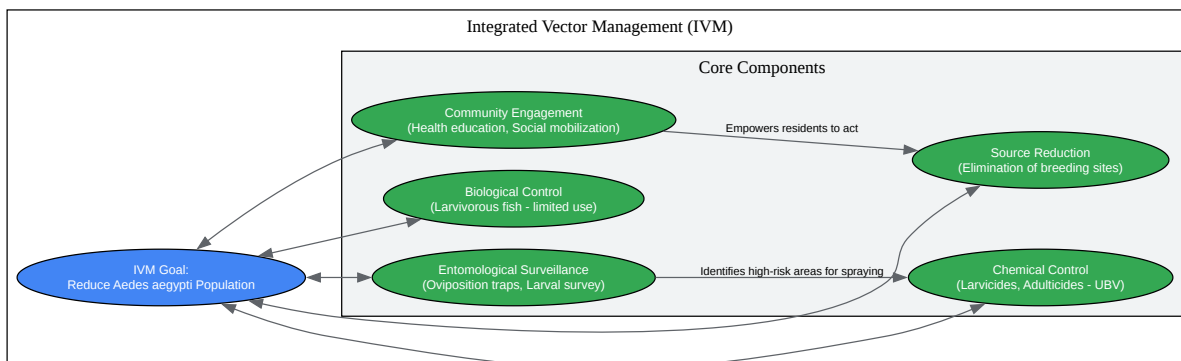 Integrated Vector Management (IVM)
Core Components
Community Engagement
(Health education, Social mobilization)
Empowers residents to act
Source Reduction
(Elimination of breeding sites)
Biological Control
(Larvivorous fish - limited use)
IVM Goal:
Reduce Aedes aegypti Population
Entomological Surveillance
(Oviposition traps, Larval survey)
Identifies high-risk areas for spraying
Chemical Control
(Larvicides, Adulticides - UBV)